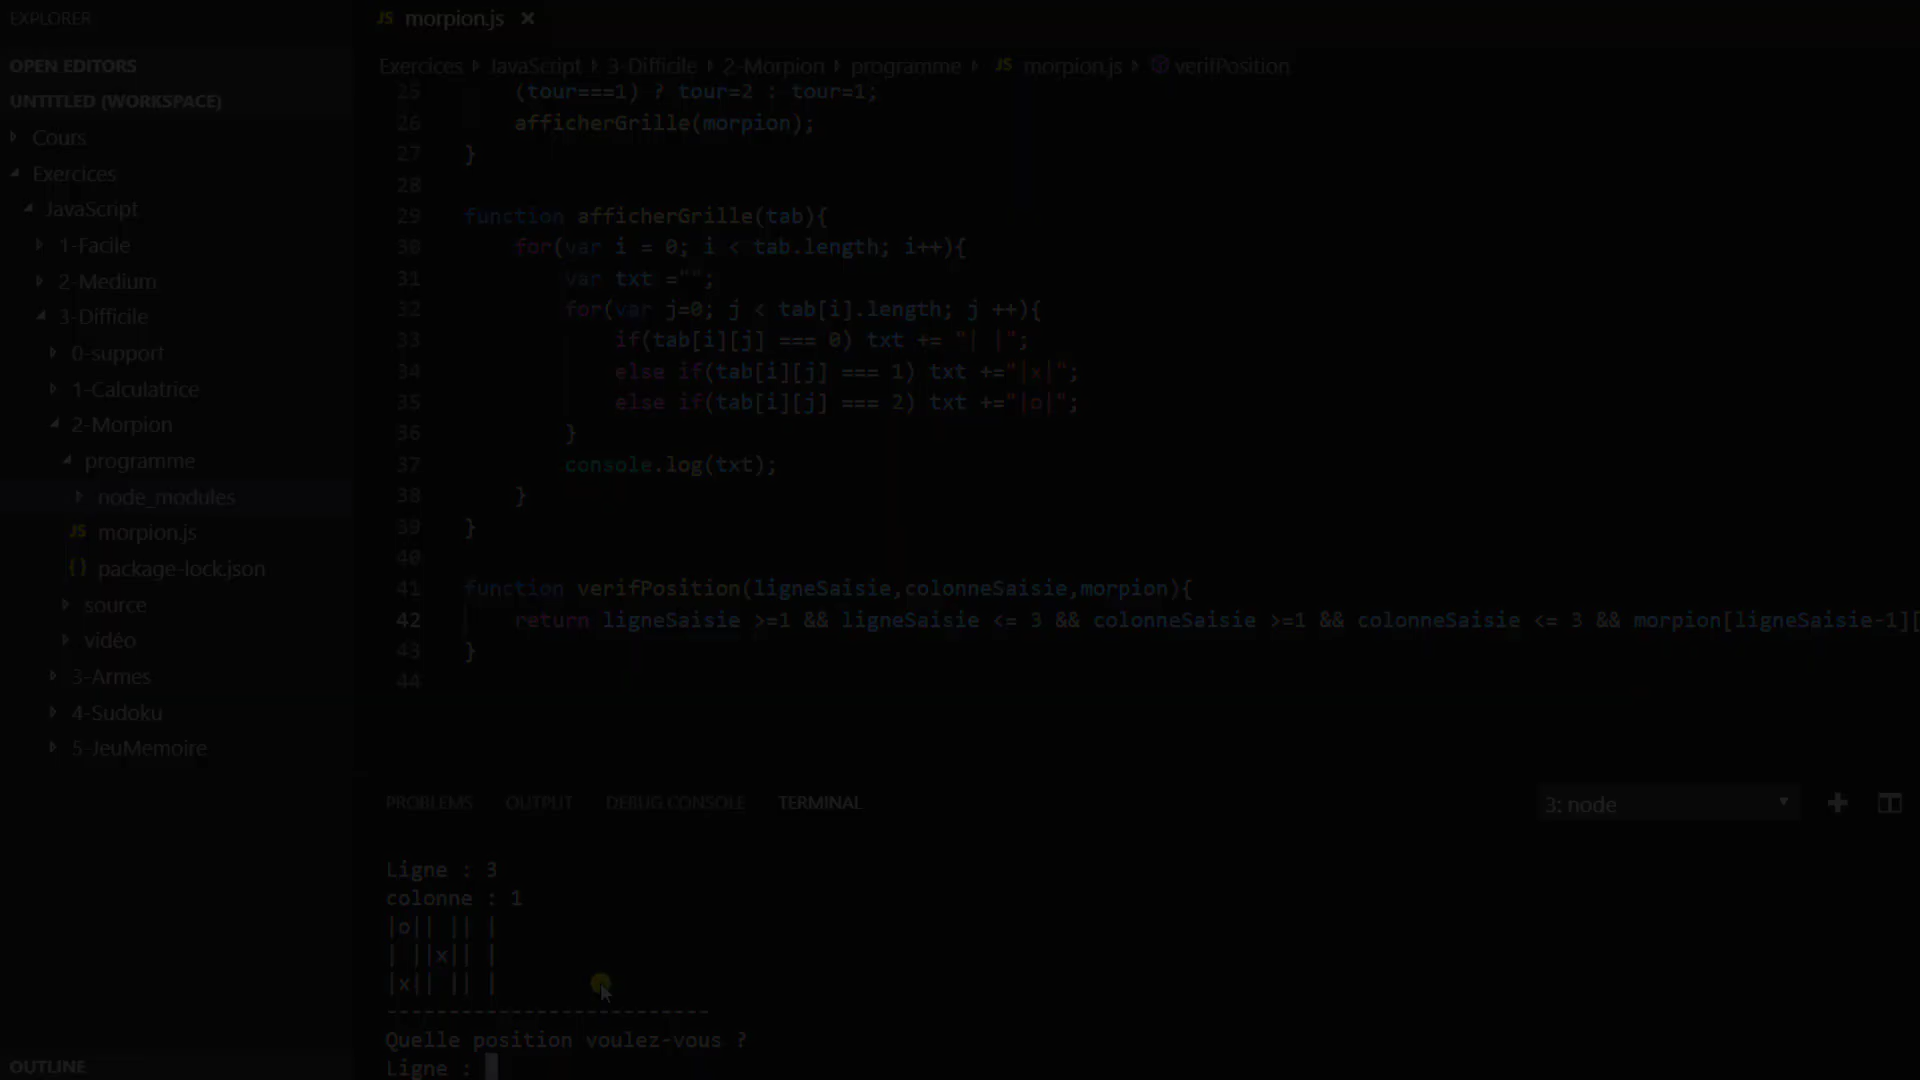 EXPLORER
OPEN EDITORS
UNTITLED (WORKSPACE)
Cours
Exercices
JavaScript
1-Facile
2-Medium
3-Difficile
0-support
1-Calculatrice
2-Morpion
programme
node_modules
JS morpion.js
{} package-lock.json
source
vidéo
3-Armes
4-Sudoku
5-JeuMemoire
OUTLINE
JS morpion.js ×
Exercices JavaScript 3-Difficile 2-Morpion programme JS morpion.js verifPosition
25 (tour===1) ? tour=2 : tour=1;
26 afficherGrille(morpion);
27 }
28
29 function afficherGrille(tab){
30 for(var i = 0; i < tab.length; i++){
31 var txt ="";
32 for(var j=0; j < tab[i].length; j ++){
33 if(tab[i][j] === 0) txt += "| |";
34 else if(tab[i][j] === 1) txt +="|x|";
35 else if(tab[i][j] === 2) txt +="|o|";
36 }
37 console.log(txt);
38 }
39 }
40
41 function verifPosition(ligneSaisie,colonneSaisie,morpion){
42 return ligneSaisie >=1 && ligneSaisie <= 3 && colonneSaisie >=1 && colonneSaisie <= 3 && morpion[ligneSaisie-1][
43 }
44
PROBLEMS OUTPUT DEBUG CONSOLE TERMINAL
3: node
Ligne : 3
colonne : 1
|o|| || |
| ||x|| |
|x|| || |
--------------------------
Quelle position voulez-vous ?
Ligne :